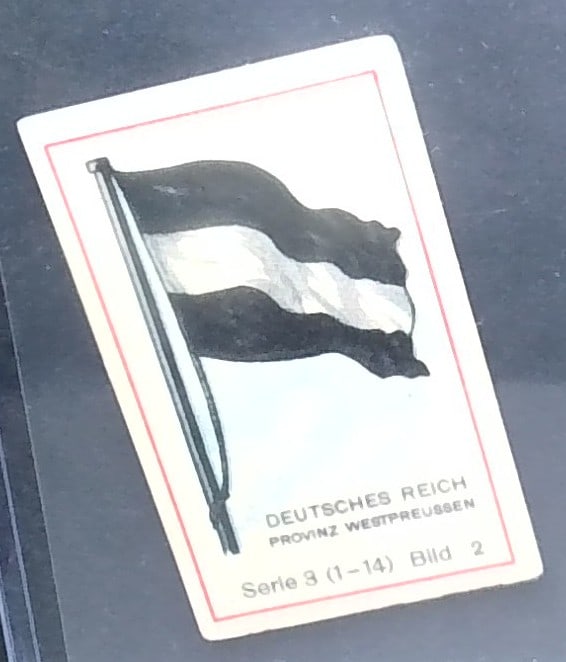 DEUTSCHES REICH
PROVINZ WESTPREUSSEN
Serie 3 (1-14) Bild 2